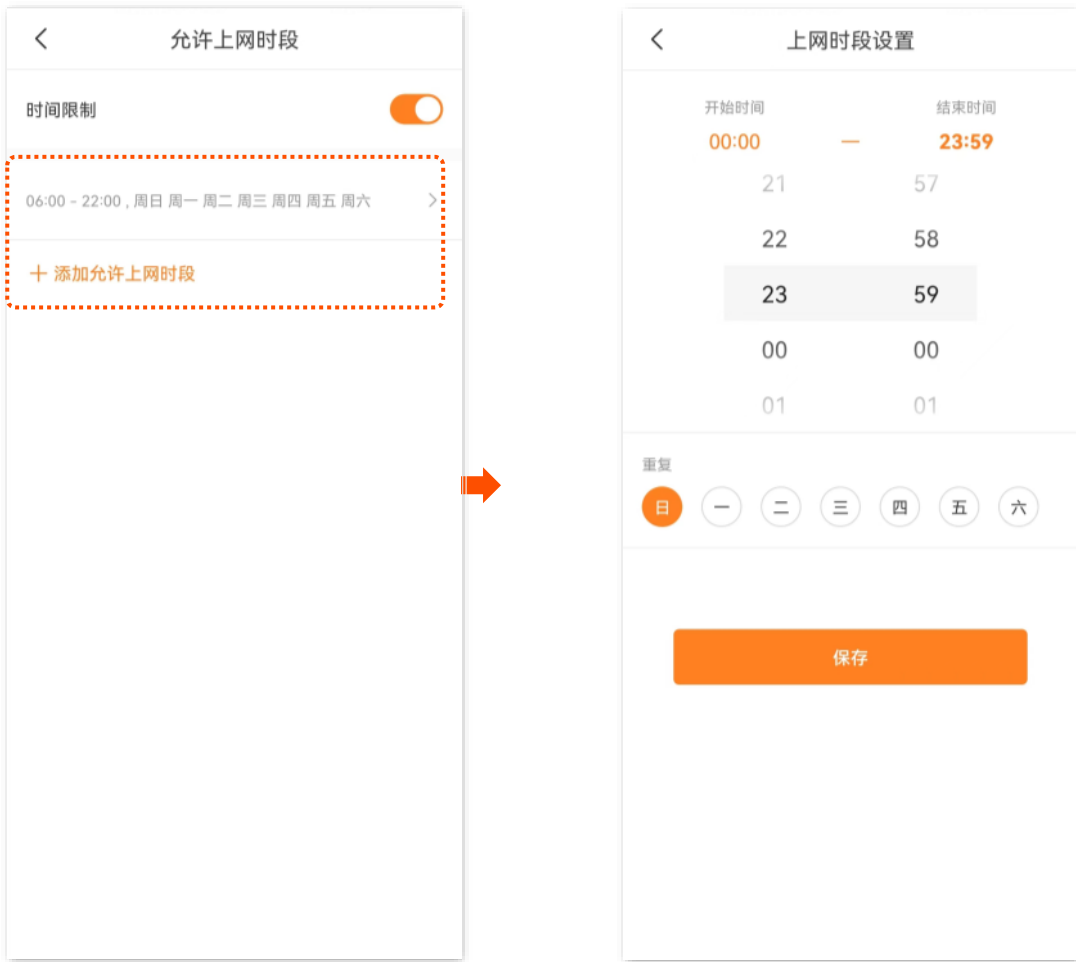 允许上网时段
时间限制
06:00 - 22:00 , 周日 周一 周二 周三 周四 周五 周六
添加允许上网时段
上网时段设置
开始时间 结束时间
00:00 — 23:59
21 57
22 58
23 59
00 00
01 01
重复
日 一 二 三 四 五 六
保存